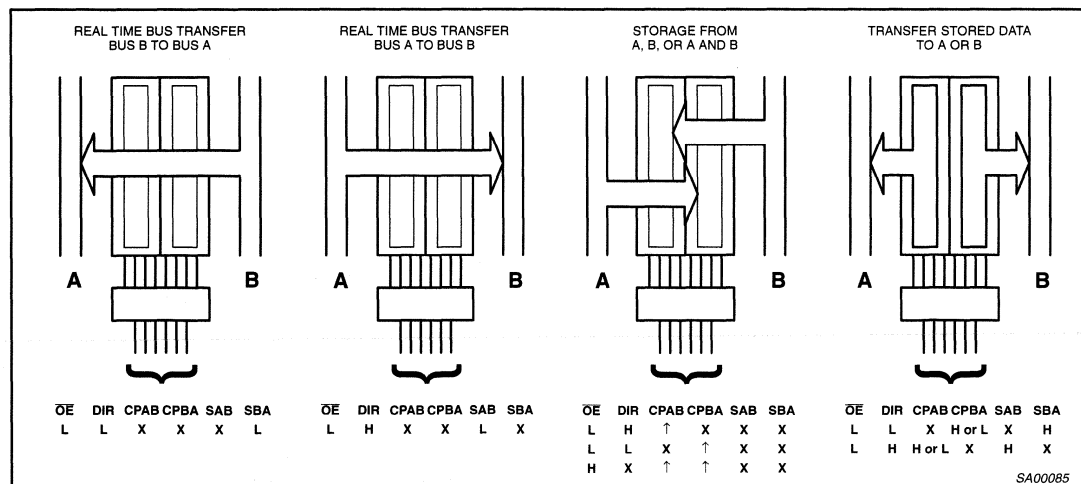 REAL TIME BUS TRANSFER
BUS B TO BUS A
REAL TIME BUS TRANSFER
BUS A TO BUS B
STORAGE FROM
A, B, OR A AND B
TRANSFER STORED DATA
TO A OR B
A B
A B
A B
A B
OE DIR CPAB CPBA SAB SBA
L L X X X L
OE DIR CPAB CPBA SAB SBA
L H X X L X
OE DIR CPAB CPBA SAB SBA
L H ↑ X X X
L L X ↑ X X
H X ↑ ↑ X X
OE DIR CPAB CPBA SAB SBA
L L X H or L X H
L H H or L X H X
SA00085